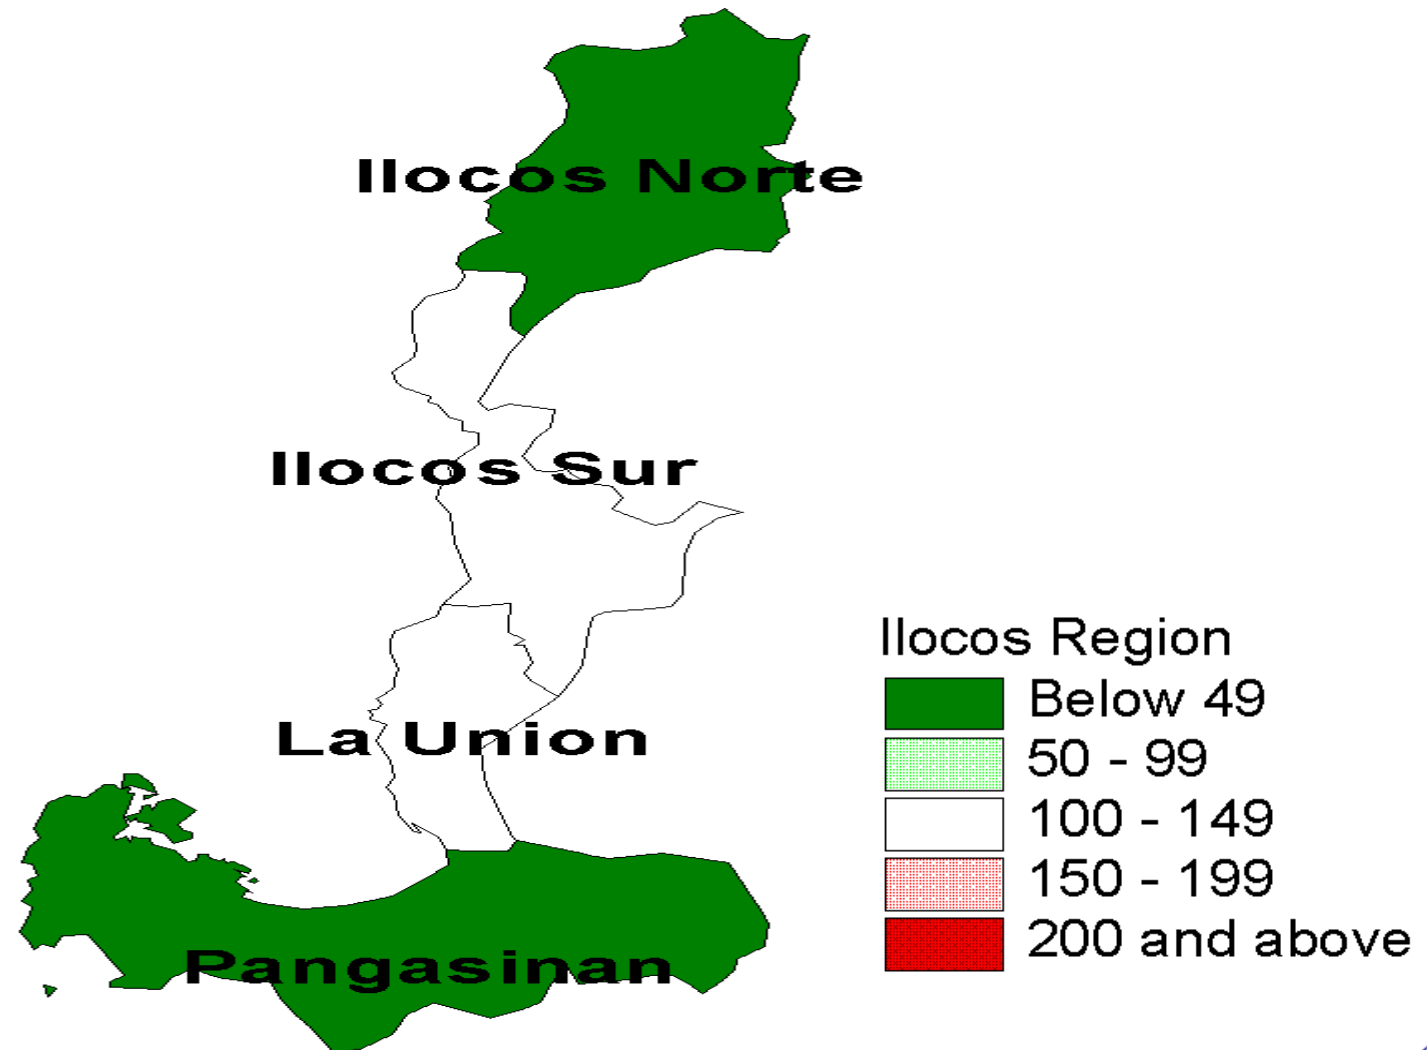 Ilocos Norte
Ilocos Sur
La Union
Pangasinan
Ilocos Region
Below 49
50 - 99
100 - 149
150 - 199
200 and above